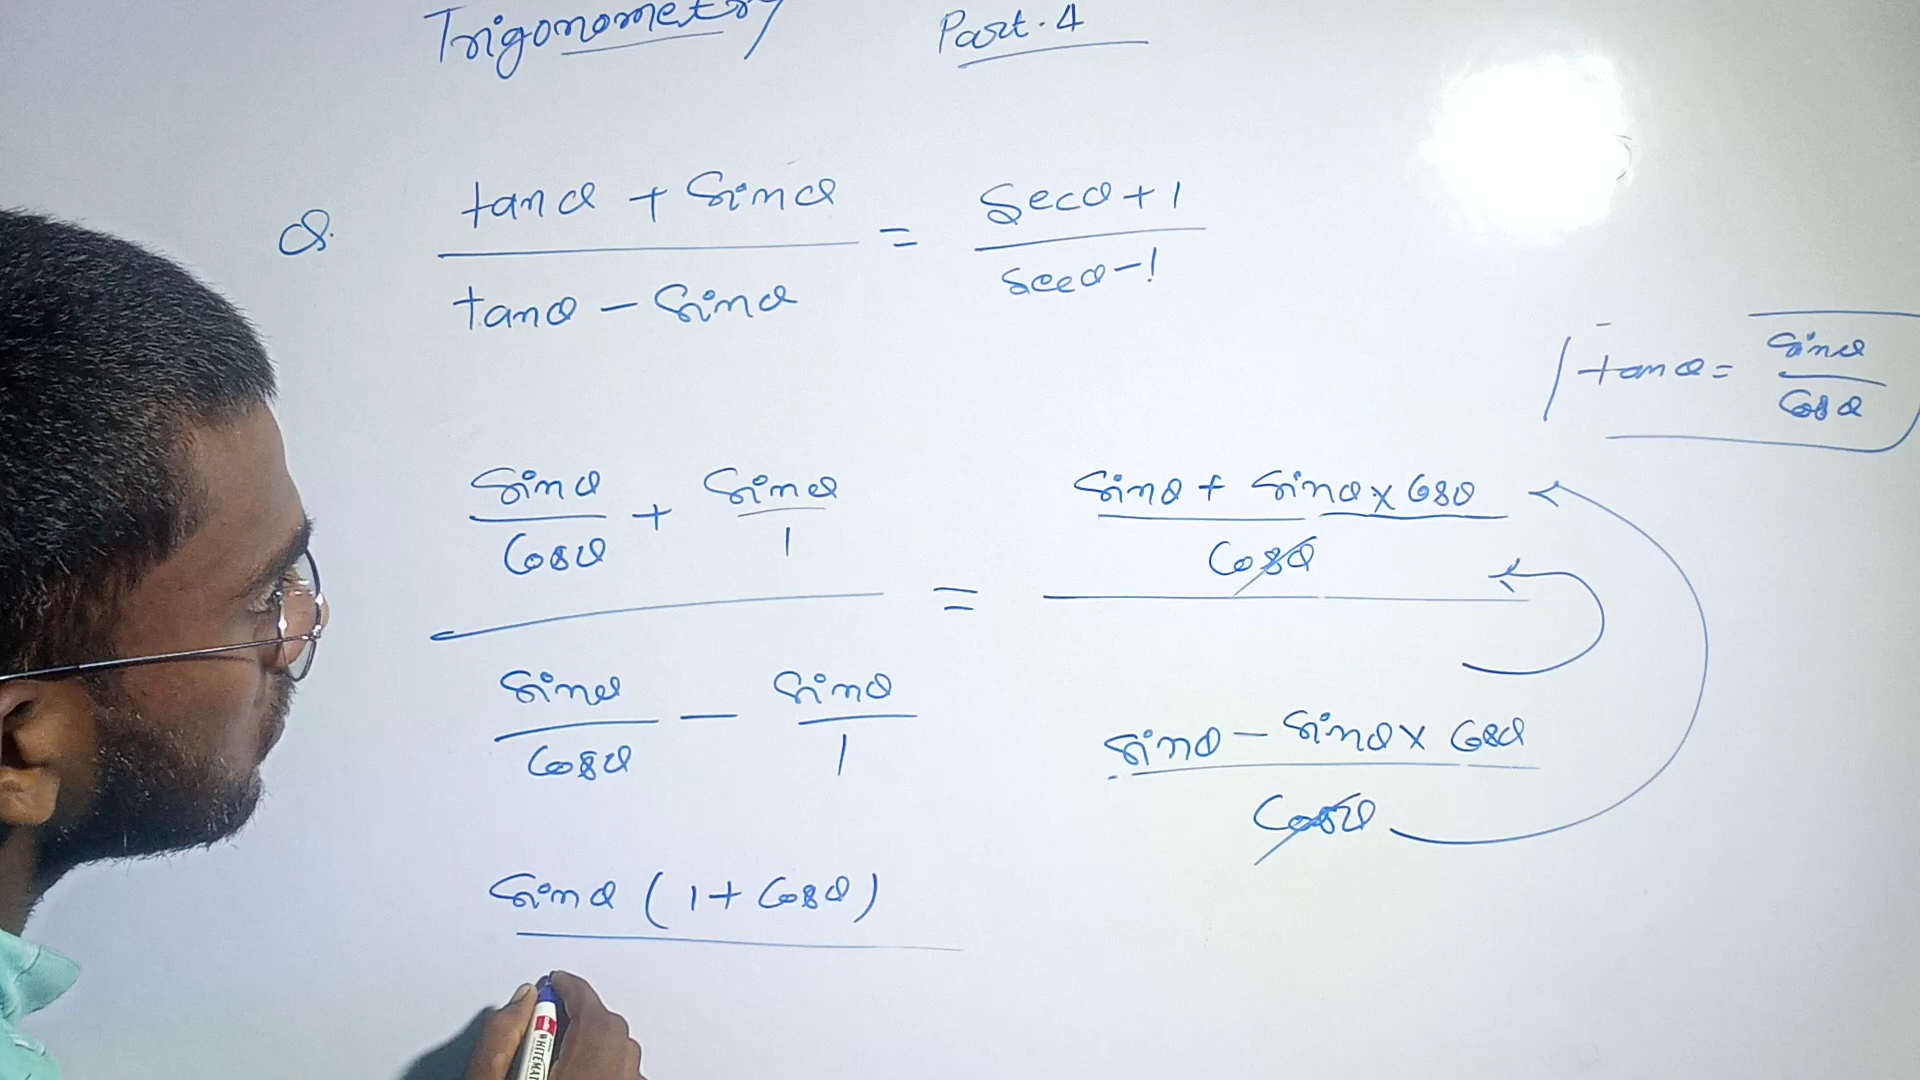 Trigonometry Part. 4
Q. tanθ + Sinθ / tanθ - Sinθ = Secθ + 1 / Secθ - 1
tanθ = Sinθ / Cosθ
Sinθ / Cosθ + Sinθ / 1 = Sinθ + Sinθ x Cosθ / Cosθ
Sinθ / Cosθ - Sinθ / 1 Sinθ - Sinθ x Cosθ / Cosθ
Sinθ (1 + Cosθ)